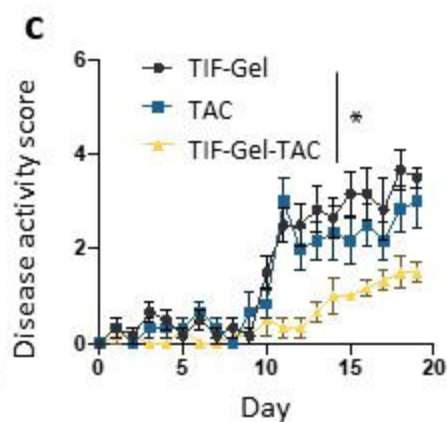 c
6
4
2
0
TIF-Gel
TAC
TIF-Gel-TAC
*
Disease activity score
0 5 10 15 20
Day